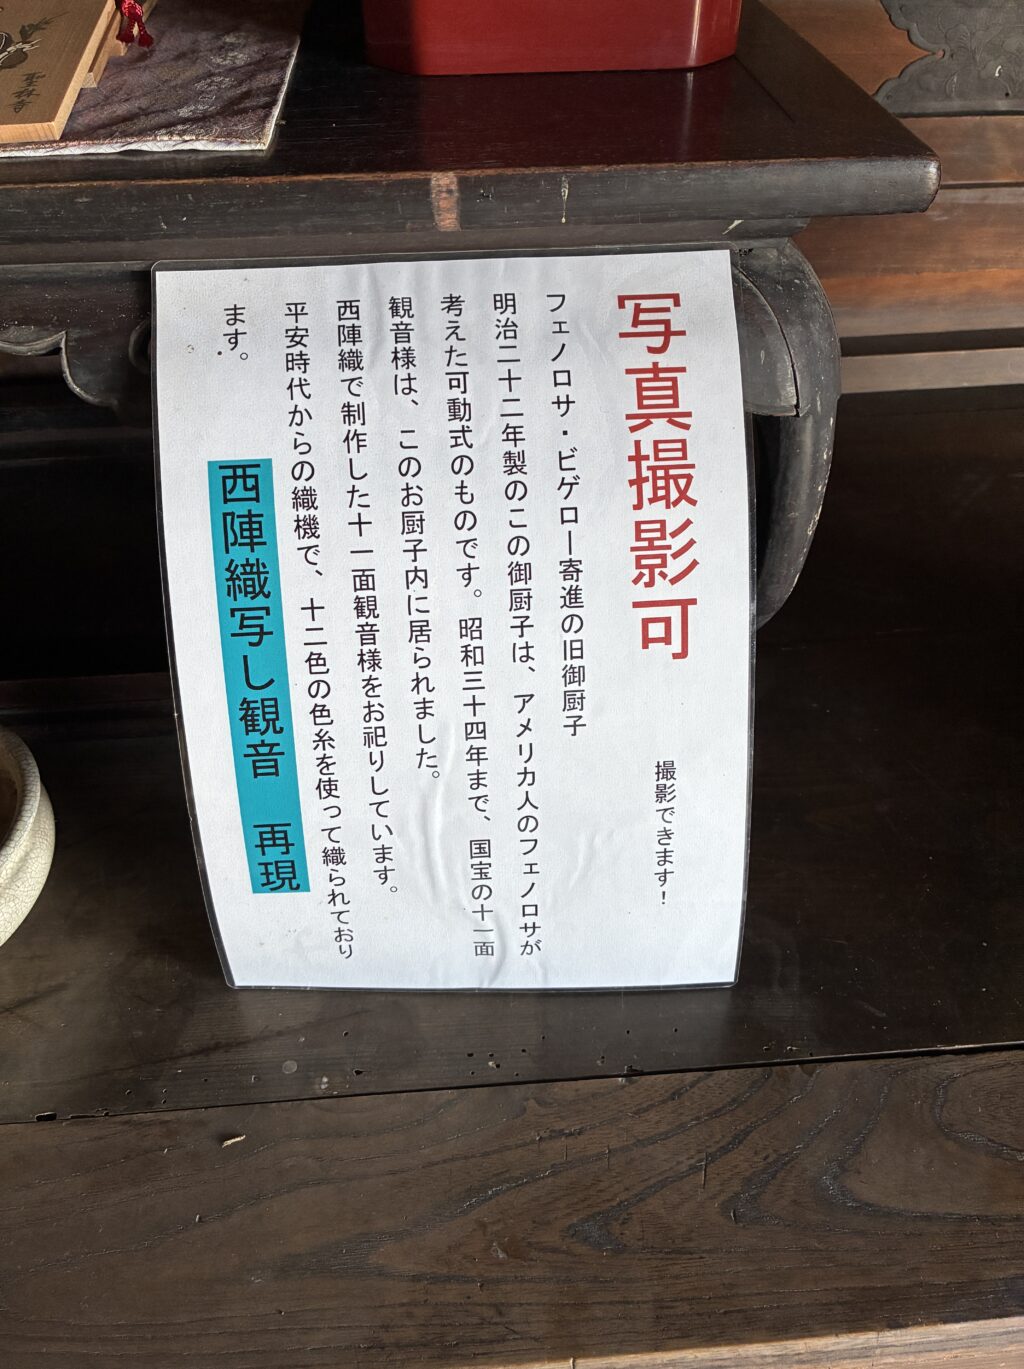 写真撮影可
撮影できます！
フェノロサ・ビゲロー寄進の旧御厨子
明治二十二年製のこの御厨子は、アメリカ人のフェノロサが
考えた可動式のものです。昭和三十四年まで、国宝の十一面
観音様は、このお厨子内に居られました。
西陣織で制作した十一面観音様をお祀りしています。
平安時代からの織機で、十二色の色糸を使って織られており
ます。
西陣織写し観音　再現